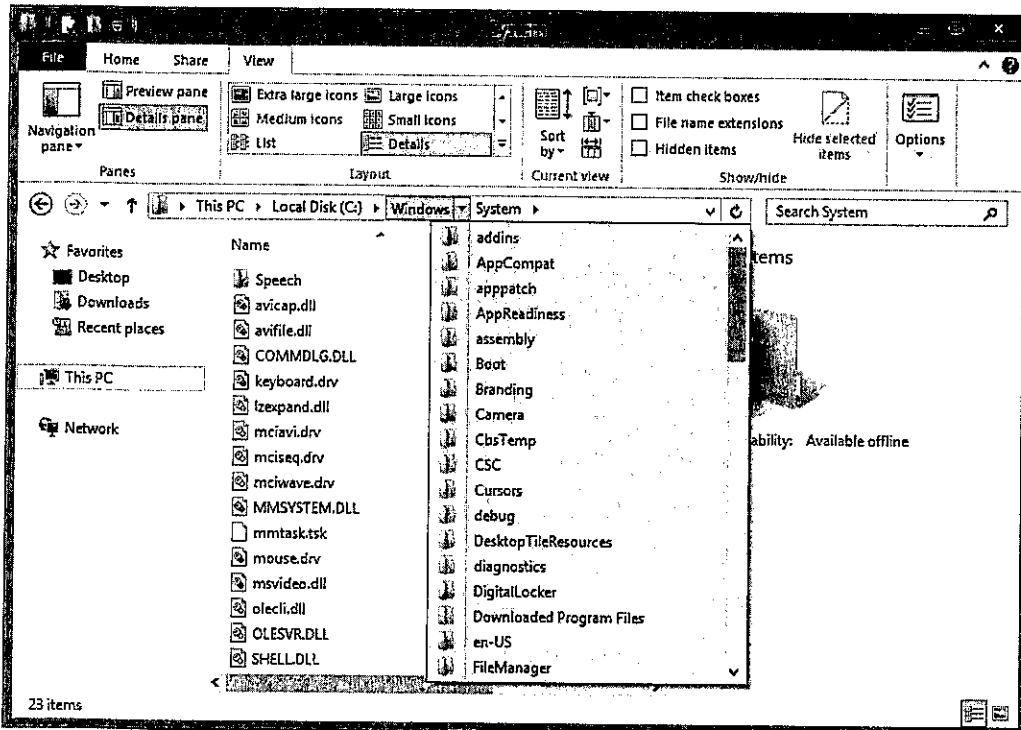 System
File Home Share View
Navigation pane
Preview pane
Details pane
Panes
Extra large icons Large icons
Medium icons Small icons
List Details
Layout
Sort by
Current view
Item check boxes
File name extensions
Hidden items
Hide selected items
Show/hide
Options
This PC Local Disk (C:) Windows System
Search System
Favorites
Desktop
Downloads
Recent places
This PC
Network
Name
Speech
avicap.dll
avifile.dll
COMMDLG.DLL
keyboard.drv
lzexpand.dll
mciavi.drv
mciseq.drv
mciwave.drv
MMSYSTEM.DLL
mmtask.tsk
mouse.drv
msvideo.dll
olecli.dll
OLESVR.DLL
SHELL.DLL
addins
AppCompat
apppatch
AppReadiness
assembly
Boot
Branding
Camera
CbsTemp
CSC
Cursors
debug
DesktopTileResources
diagnostics
DigitalLocker
Downloaded Program Files
en-US
FileManager
tems
ability: Available offline
23 items